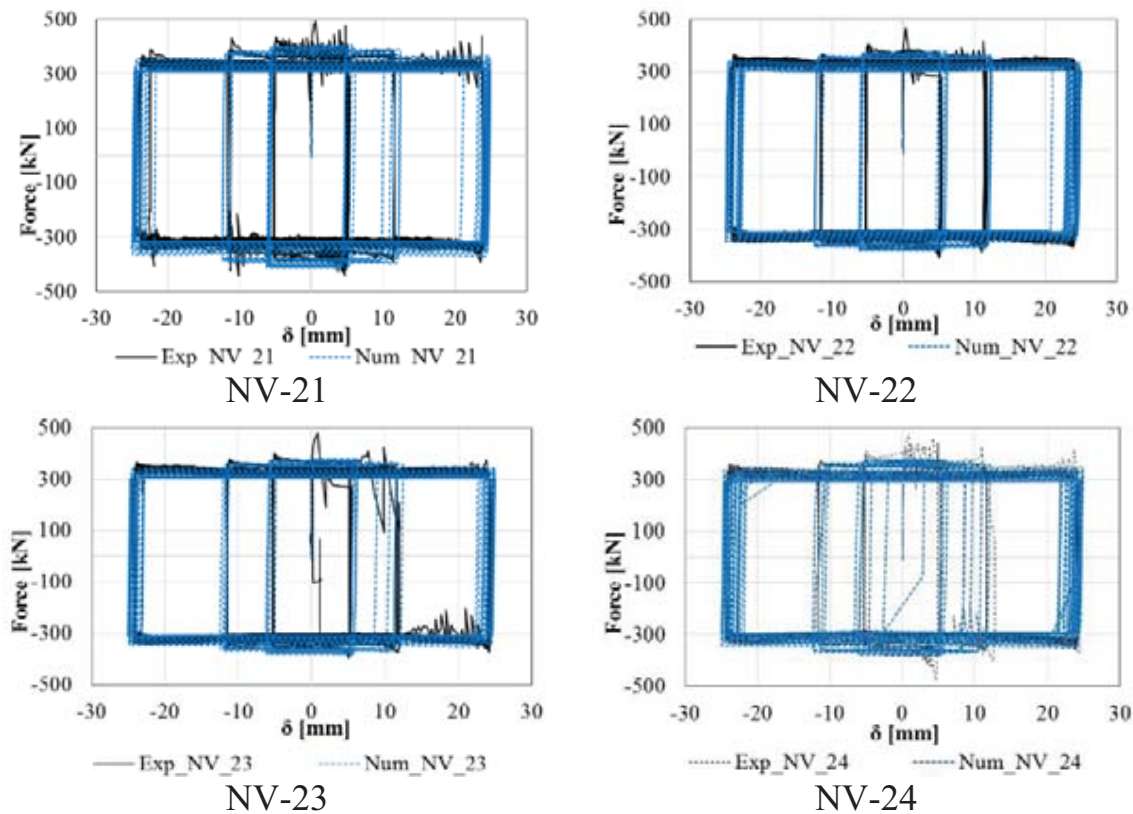 500
300
100
-100
-300
-500
Force [kN]
-30 -20 -10 0 10 20 30
δ [mm]
Exp NV 21 Num NV 21
NV-21
500
300
100
-100
-300
-500
Force [kN]
-30 -20 -10 0 10 20 30
δ [mm]
Exp_NV_22 Num_NV_22
NV-22
500
300
100
-100
-300
-500
Force [kN]
-30 -20 -10 0 10 20 30
δ [mm]
Exp_NV_23 Num_NV_23
NV-23
500
300
100
-100
-300
-500
Force [kN]
-30 -20 -10 0 10 20 30
δ [mm]
Exp_NV_24 Num_NV_24
NV-24